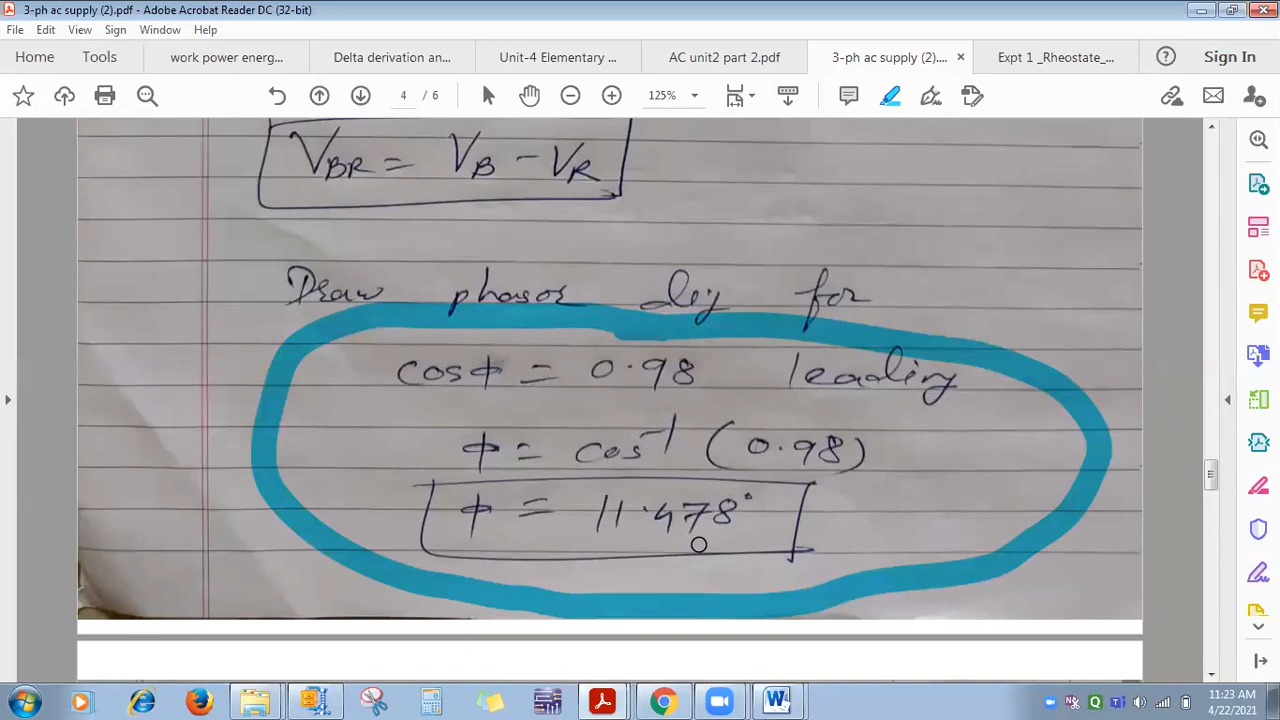 3-ph ac supply (2).pdf - Adobe Acrobat Reader DC (32-bit)
File Edit View Sign Window Help
Home Tools work power energ... Delta derivation an... Unit-4 Elementary ... AC unit2 part 2.pdf 3-ph ac supply (2).... × Expt 1 _Rheostate_... Sign In
4 / 6 125%
VBR = VB - VR
Draw phasor dig for
cosφ = 0.98 leading
φ = cos⁻¹ (0.98)
φ = 11.478°
11:23 AM
4/22/2021